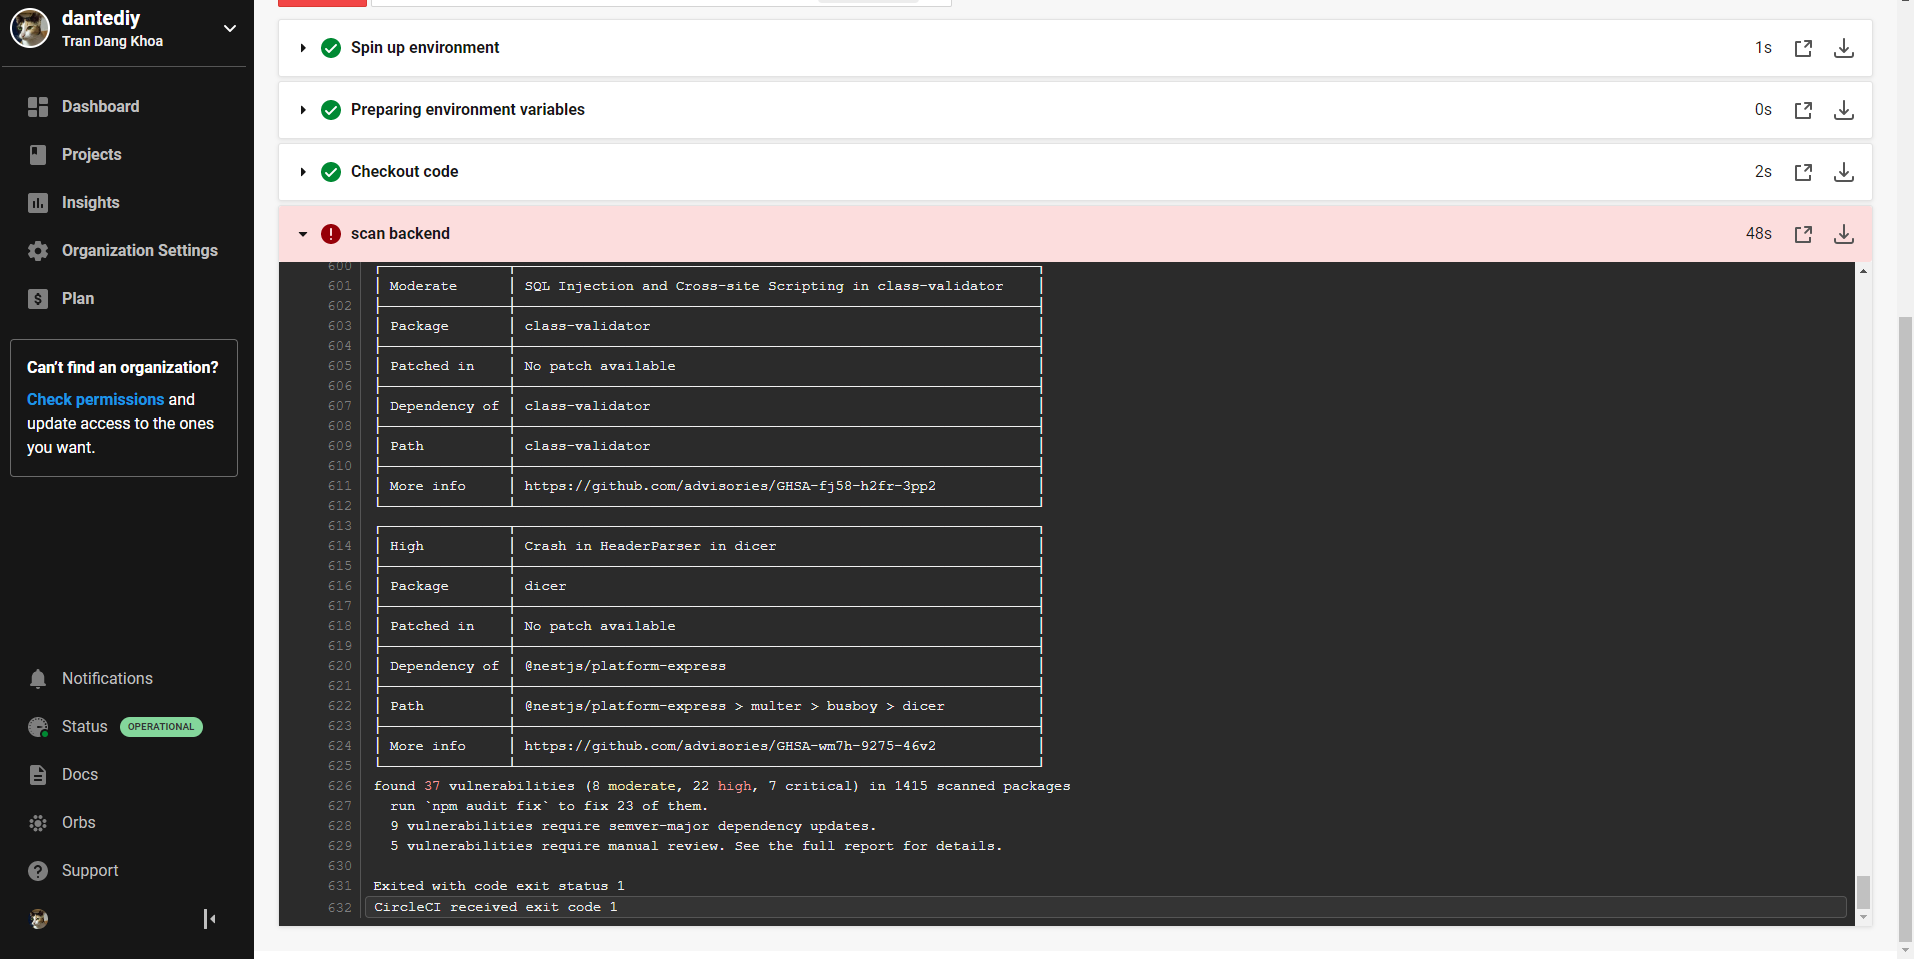 dantediy
Tran Dang Khoa
Dashboard
Projects
Insights
Organization Settings
Plan
Can't find an organization?
Check permissions and
update access to the ones
you want.
Notifications
Status OPERATIONAL
Docs
Orbs
Support
Spin up environment 1s
Preparing environment variables 0s
Checkout code 2s
scan backend 48s
600
601 Moderate SQL Injection and Cross-site Scripting in class-validator
602
603 Package class-validator
604
605 Patched in No patch available
606
607 Dependency of class-validator
608
609 Path class-validator
610
611 More info https://github.com/advisories/GHSA-fj58-h2fr-3pp2
612
613
614 High Crash in HeaderParser in dicer
615
616 Package dicer
617
618 Patched in No patch available
619
620 Dependency of @nestjs/platform-express
621
622 Path @nestjs/platform-express > multer > busboy > dicer
623
624 More info https://github.com/advisories/GHSA-wm7h-9275-46v2
625
626 found 37 vulnerabilities (8 moderate, 22 high, 7 critical) in 1415 scanned packages
627 run `npm audit fix` to fix 23 of them.
628 9 vulnerabilities require semver-major dependency updates.
629 5 vulnerabilities require manual review. See the full report for details.
630
631 Exited with code exit status 1
632 CircleCI received exit code 1